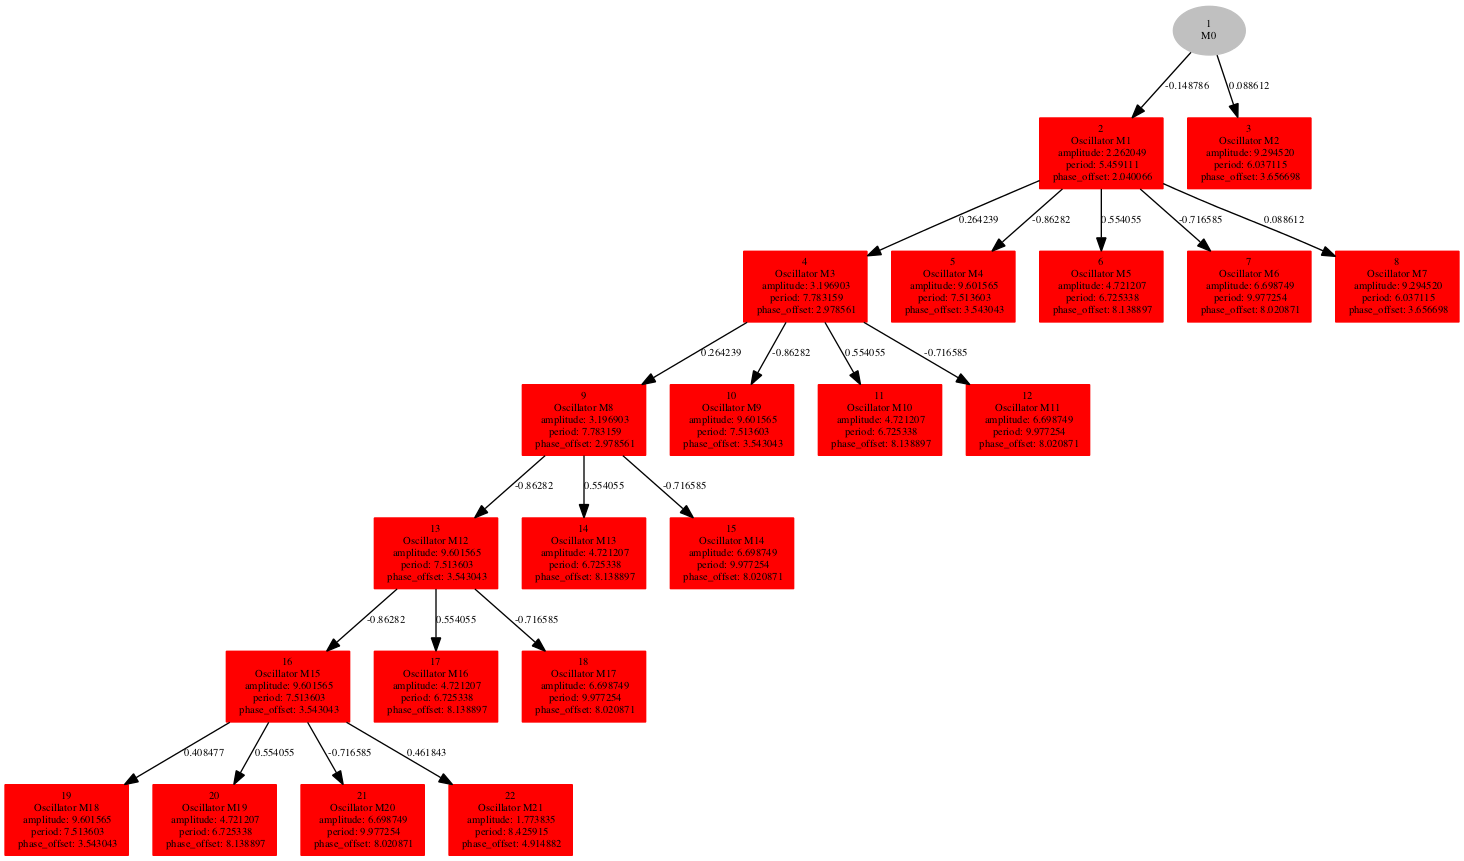 1
M0
-0.148786
0.088612
2
Oscillator M1
amplitude: 2.262049
period: 5.459111
phase_offset: 2.040066
3
Oscillator M2
amplitude: 9.294520
period: 6.037115
phase_offset: 3.656698
0.264239
-0.86282
0.554055
-0.716585
0.088612
4
Oscillator M3
amplitude: 3.196903
period: 7.783159
phase_offset: 2.978561
5
Oscillator M4
amplitude: 9.601565
period: 7.513603
phase_offset: 3.543043
6
Oscillator M5
amplitude: 4.721207
period: 6.725338
phase_offset: 8.138897
7
Oscillator M6
amplitude: 6.698749
period: 9.977254
phase_offset: 8.020871
8
Oscillator M7
amplitude: 9.294520
period: 6.037115
phase_offset: 3.656698
0.264239
-0.86282
0.554055
-0.716585
9
Oscillator M8
amplitude: 3.196903
period: 7.783159
phase_offset: 2.978561
10
Oscillator M9
amplitude: 9.601565
period: 7.513603
phase_offset: 3.543043
11
Oscillator M10
amplitude: 4.721207
period: 6.725338
phase_offset: 8.138897
12
Oscillator M11
amplitude: 6.698749
period: 9.977254
phase_offset: 8.020871
-0.86282
0.554055
-0.716585
13
Oscillator M12
amplitude: 9.601565
period: 7.513603
phase_offset: 3.543043
14
Oscillator M13
amplitude: 4.721207
period: 6.725338
phase_offset: 8.138897
15
Oscillator M14
amplitude: 6.698749
period: 9.977254
phase_offset: 8.020871
-0.86282
0.554055
-0.716585
16
Oscillator M15
amplitude: 9.601565
period: 7.513603
phase_offset: 3.543043
17
Oscillator M16
amplitude: 4.721207
period: 6.725338
phase_offset: 8.138897
18
Oscillator M17
amplitude: 6.698749
period: 9.977254
phase_offset: 8.020871
0.408477
0.554055
-0.716585
0.461843
19
Oscillator M18
amplitude: 9.601565
period: 7.513603
phase_offset: 3.543043
20
Oscillator M19
amplitude: 4.721207
period: 6.725338
phase_offset: 8.138897
21
Oscillator M20
amplitude: 6.698749
period: 9.977254
phase_offset: 8.020871
22
Oscillator M21
amplitude: 1.773835
period: 8.425915
phase_offset: 4.914882